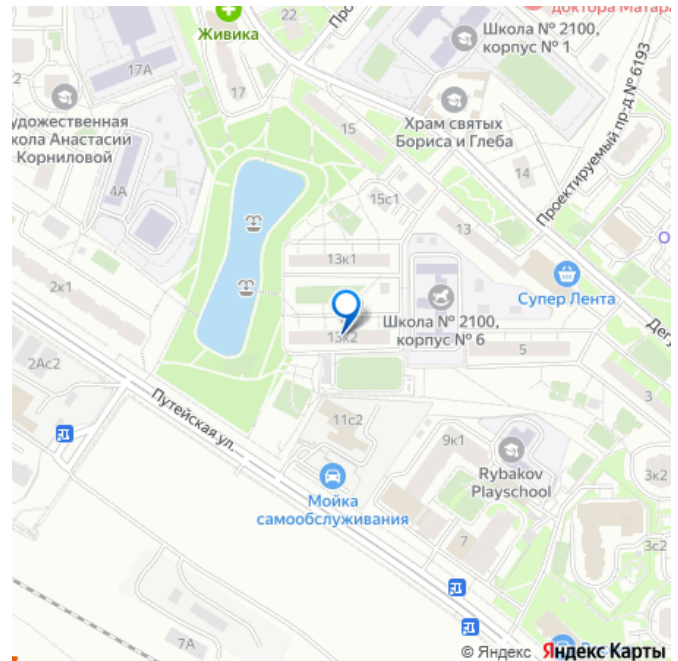 доктора Матара
22
Живика
Про
Школа № 2100,
корпус № 1
17А
17
удожественная
кола Анастасии
Корниловой
15
Храм святых
Бориса и Глеба
Проектируемый пр-д № 6193
4А
15с1
14
13
13к1
2к1
Супер Лента
13к2
Школа № 2100,
корпус № 6
5
Дегу
2Ас2
3
Путейская ул.
11с2
9к1
Rybakov
Playschool
3к2
Мойка
самообслуживания
7
3с2
7А
© Яндекс Яндекс Карты